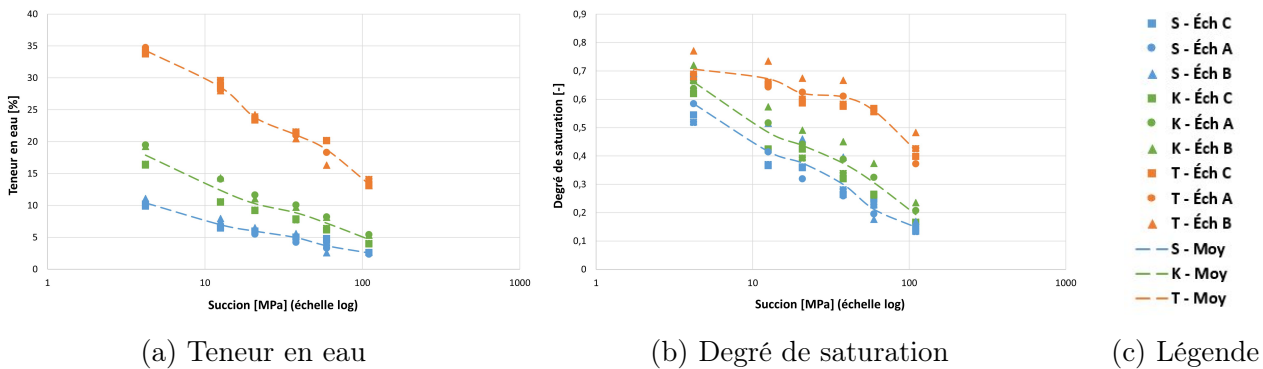 40
35
30
25
20
15
10
5
0
Teneur en eau [%]
1
10
100
1000
Succion [MPa] (échelle log)
(a) Teneur en eau
0,9
0,8
0,7
0,6
0,5
0,4
0,3
0,2
0,1
0
Degré de saturation [-]
1
10
100
1000
Succion [MPa] (échelle log)
(b) Degré de saturation
S - Éch C
S - Éch A
S - Éch B
K - Éch C
K - Éch A
K - Éch B
T - Éch C
T - Éch A
T - Éch B
S - Moy
K - Moy
T - Moy
(c) Légende